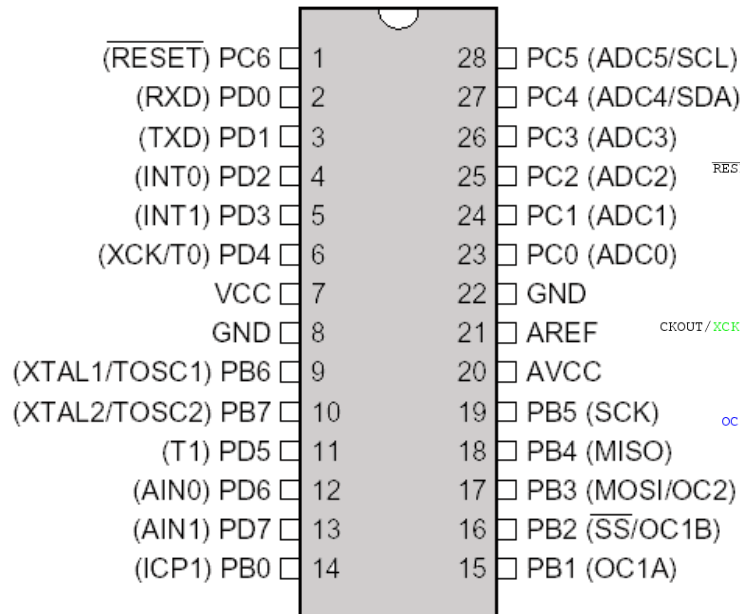 (RESET) PC6 1 28 PC5 (ADC5/SCL)
(RXD) PD0 2 27 PC4 (ADC4/SDA)
(TXD) PD1 3 26 PC3 (ADC3)
(INT0) PD2 4 25 PC2 (ADC2) RES
(INT1) PD3 5 24 PC1 (ADC1)
(XCK/T0) PD4 6 23 PC0 (ADC0)
VCC 7 22 GND
GND 8 21 AREF CKOUT/XCK
(XTAL1/TOSC1) PB6 9 20 AVCC
(XTAL2/TOSC2) PB7 10 19 PB5 (SCK) OC
(T1) PD5 11 18 PB4 (MISO)
(AIN0) PD6 12 17 PB3 (MOSI/OC2)
(AIN1) PD7 13 16 PB2 (SS/OC1B)
(ICP1) PB0 14 15 PB1 (OC1A)